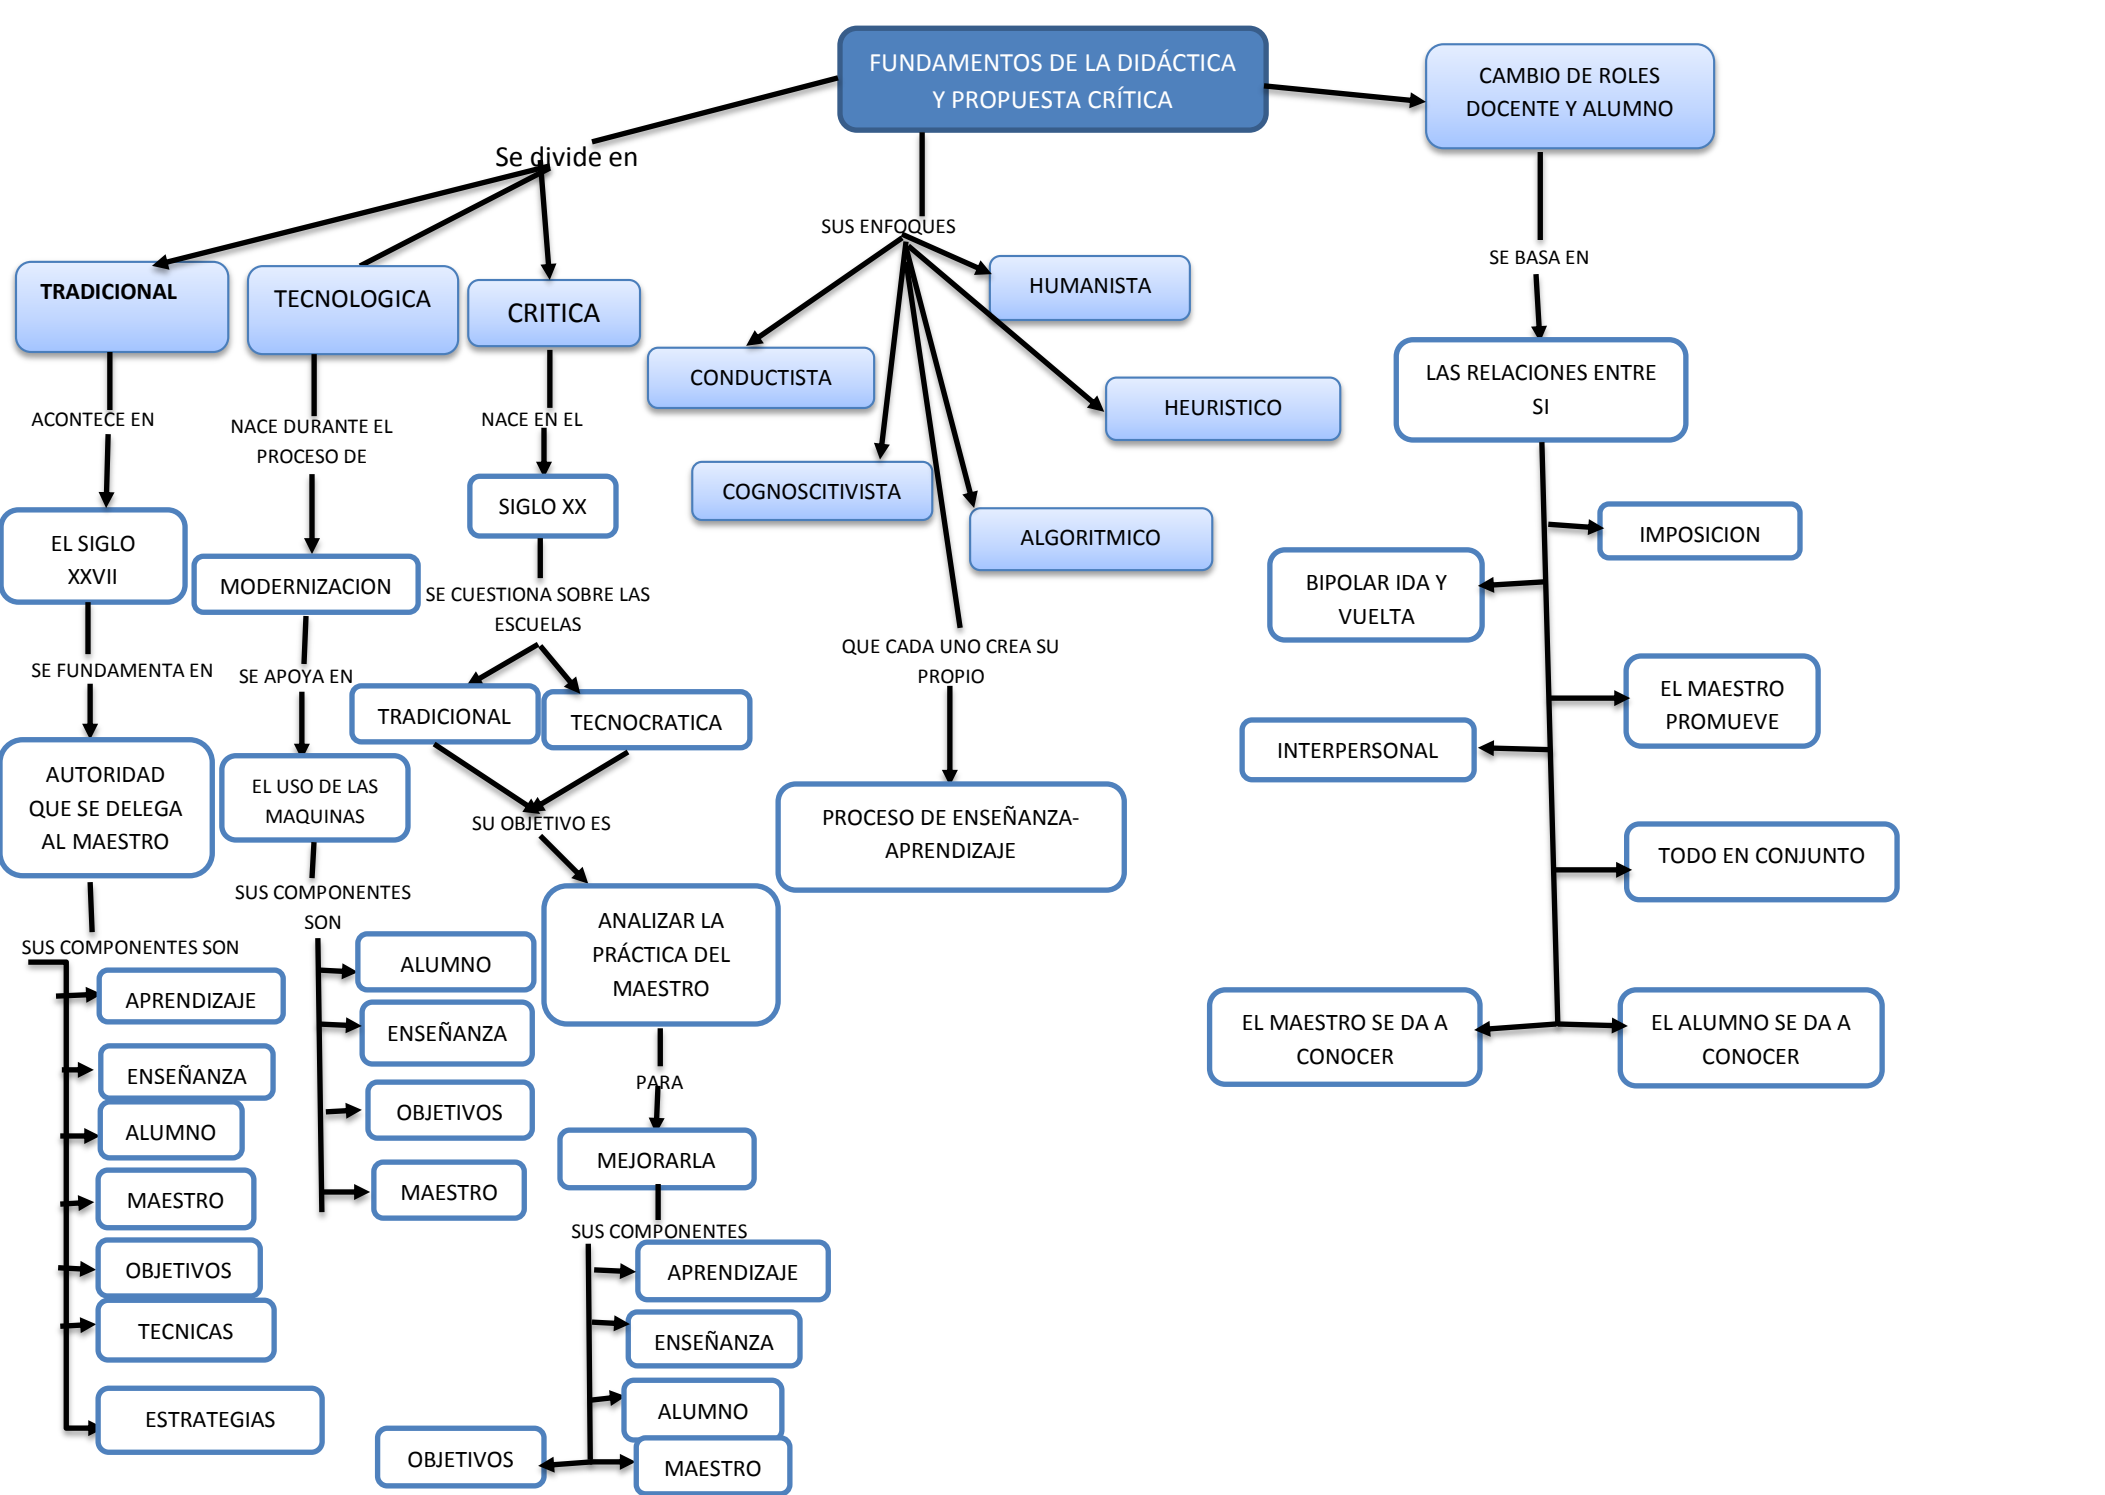 FUNDAMENTOS DE LA DIDÁCTICA
Y PROPUESTA CRÍTICA
CAMBIO DE ROLES
DOCENTE Y ALUMNO
Se divide en
TRADICIONAL
TECNOLOGICA
CRITICA
ACONTECE EN
NACE DURANTE EL
PROCESO DE
NACE EN EL
EL SIGLO
XXVII
MODERNIZACION
SIGLO XX
SE CUESTIONA SOBRE LAS
ESCUELAS
SE FUNDAMENTA EN
SE APOYA EN
TRADICIONAL
TECNOCRATICA
AUTORIDAD
QUE SE DELEGA
AL MAESTRO
EL USO DE LAS
MAQUINAS
SU OBJETIVO ES
SUS COMPONENTES SON
APRENDIZAJE
ENSEÑANZA
ALUMNO
MAESTRO
OBJETIVOS
TECNICAS
ESTRATEGIAS
SUS COMPONENTES
SON
ALUMNO
ENSEÑANZA
OBJETIVOS
MAESTRO
ANALIZAR LA
PRÁCTICA DEL
MAESTRO
PARA
MEJORARLA
SUS COMPONENTES
APRENDIZAJE
ENSEÑANZA
ALUMNO
MAESTRO
OBJETIVOS
SUS ENFOQUES
HUMANISTA
CONDUCTISTA
HEURISTICO
COGNOSCITIVISTA
ALGORITMICO
QUE CADA UNO CREA SU
PROPIO
PROCESO DE ENSEÑANZA-
APRENDIZAJE
SE BASA EN
LAS RELACIONES ENTRE
SI
IMPOSICION
BIPOLAR IDA Y
VUELTA
EL MAESTRO
PROMUEVE
INTERPERSONAL
TODO EN CONJUNTO
EL MAESTRO SE DA A
CONOCER
EL ALUMNO SE DA A
CONOCER